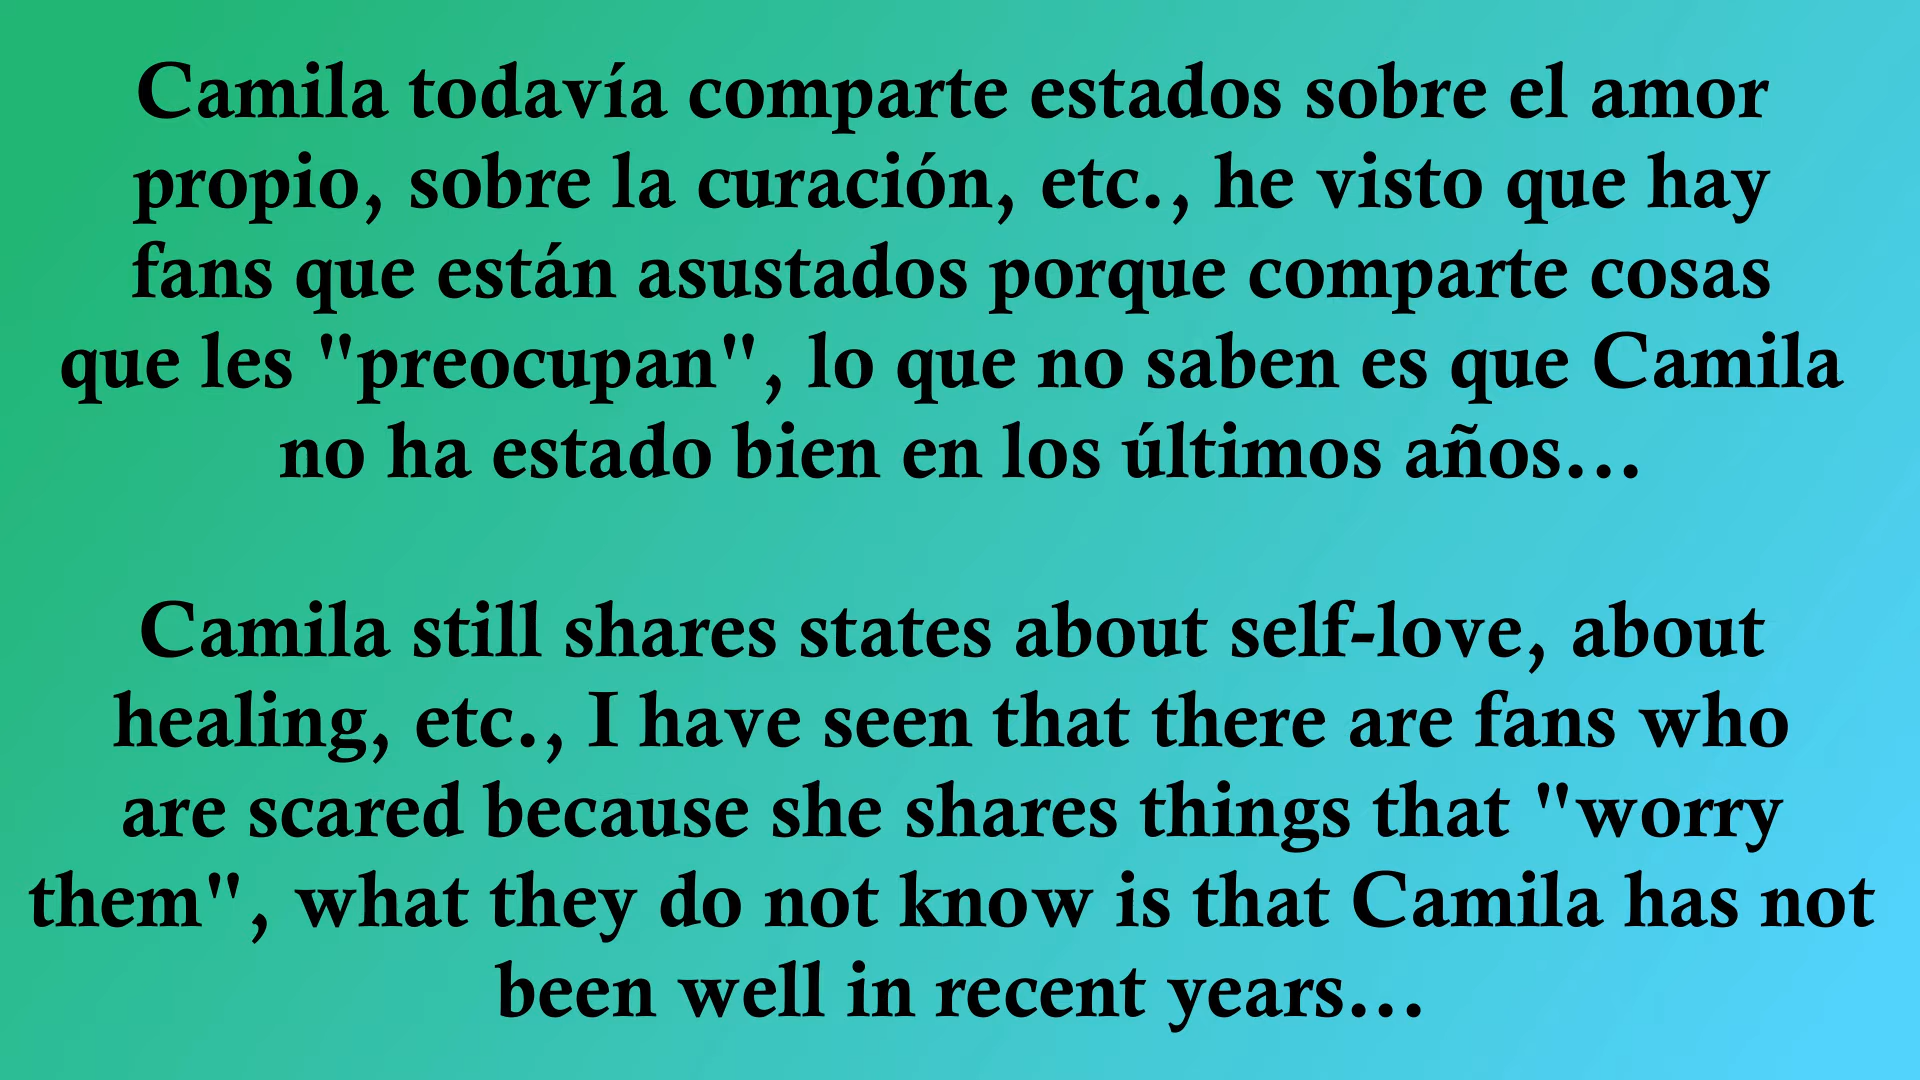 Camila todavía comparte estados sobre el amor
propio, sobre la curación, etc., he visto que hay
fans que están asustados porque comparte cosas
que les "preocupan", lo que no saben es que Camila
no ha estado bien en los últimos años...
Camila still shares states about self-love, about
healing, etc., I have seen that there are fans who
are scared because she shares things that "worry
them", what they do not know is that Camila has not
been well in recent years...